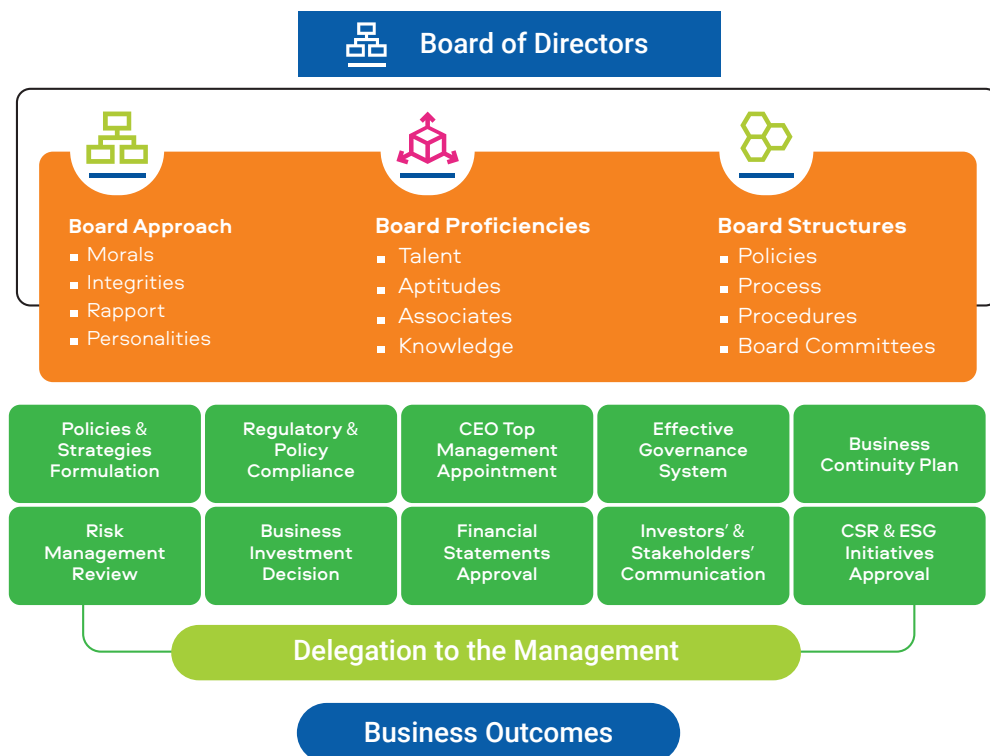 Board of Directors
Board Approach
Morals
Integrities
Rapport
Personalities
Board Proficiencies
Talent
Aptitudes
Associates
Knowledge
Board Structures
Policies
Process
Procedures
Board Committees
Policies &
Strategies
Formulation
Regulatory &
Policy
Compliance
CEO Top
Management
Appointment
Effective
Governance
System
Business
Continuity Plan
Risk
Management
Review
Business
Investment
Decision
Financial
Statements
Approval
Investors' &
Stakeholders'
Communication
CSR & ESG
Initiatives
Approval
Delegation to the Management
Business Outcomes